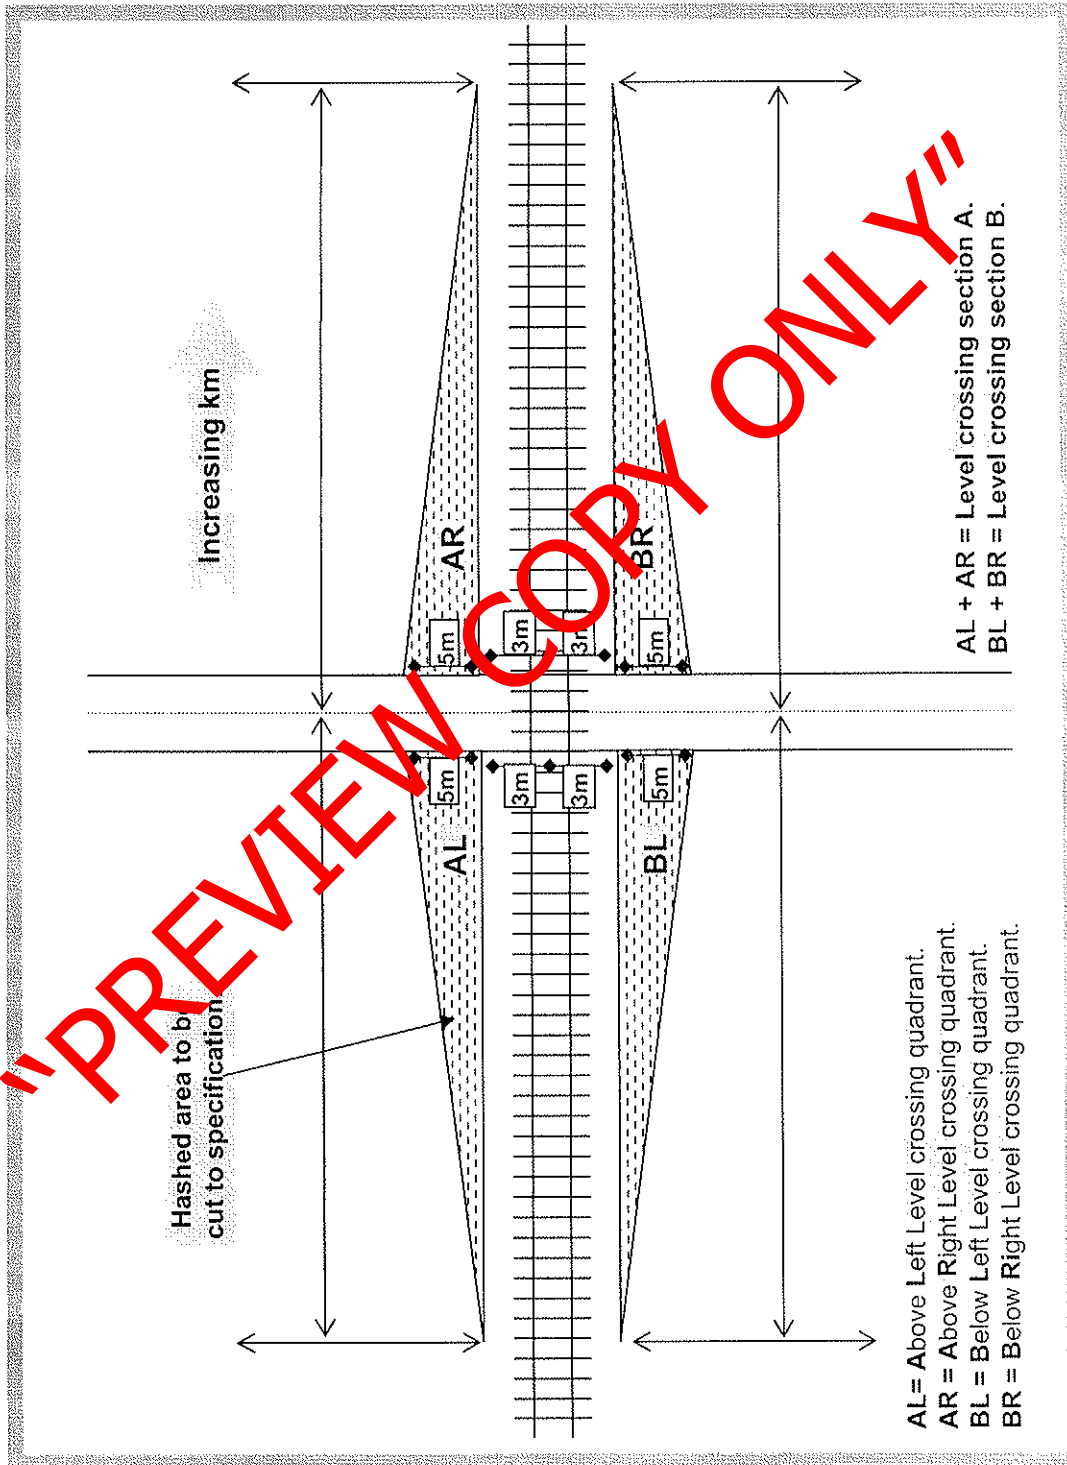 Increasing km
Hashed area to be
cut to specification
AL
AR
5m
5m
3m
3m
3m
3m
5m
5m
BL
BR
AL= Above Left Level crossing quadrant.
AR = Above Right Level crossing quadrant.
BL = Below Left Level crossing quadrant.
BR = Below Right Level crossing quadrant.
AL + AR = Level crossing section A.
BL + BR = Level crossing section B.
“PREVIEW COPY ONLY”